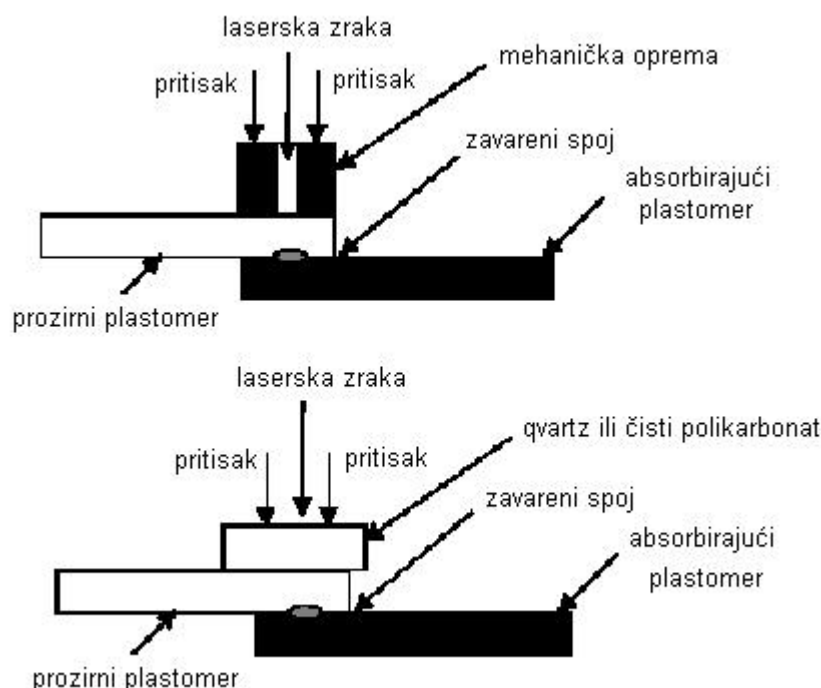 laserska zraka
pritisak
pritisak
mehanička oprema
zavareni spoj
absorbirajući
plastomer
prozirni plastomer
laserska zraka
pritisak
pritisak
qvartz ili čisti polikarbonat
zavareni spoj
absorbirajući
plastomer
prozirni plastomer